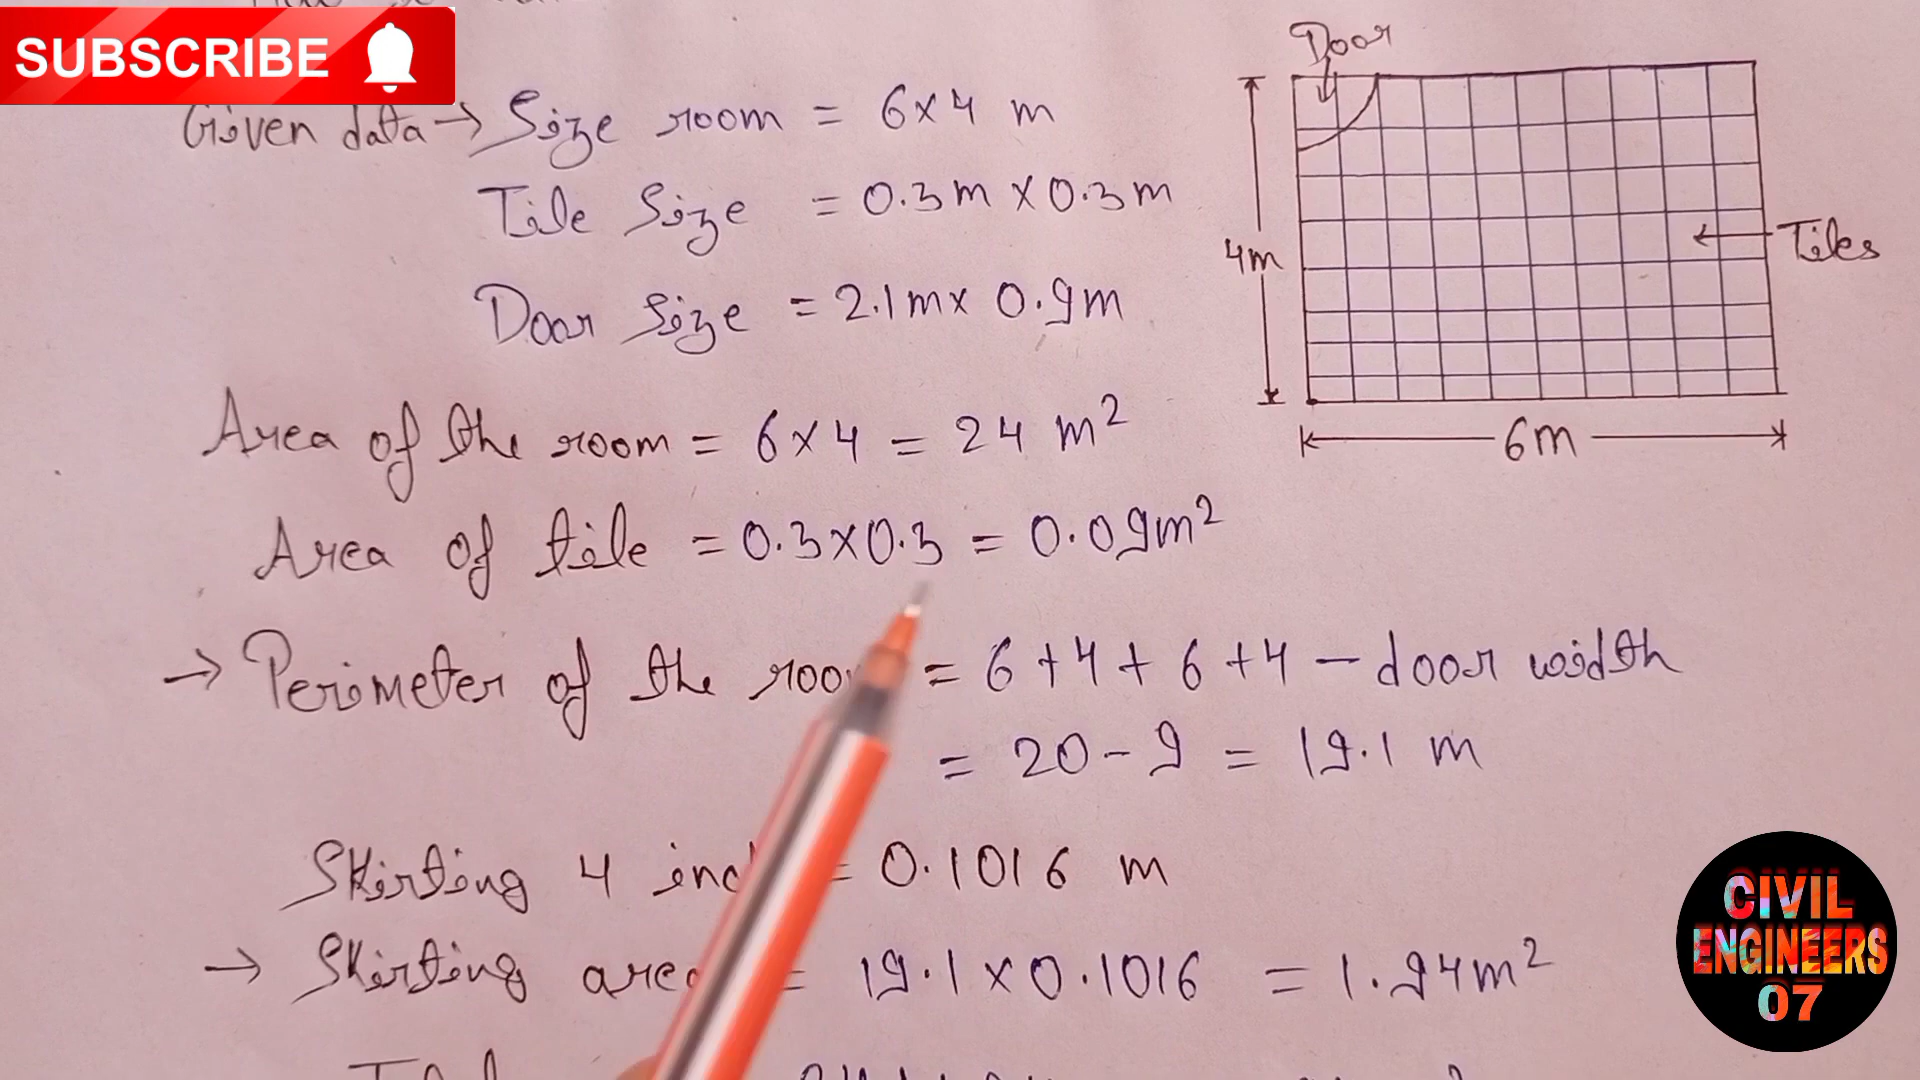 SUBSCRIBE
Door
Given data → Size room = 6×4 m
Tile Size = 0.3m × 0.3m
Tiles
4m
Door Size = 2.1m× 0.9m
Area of the room = 6×4 = 24 m²
6m
Area of tile = 0.3×0.3 = 0.09m²
→ Perimeter of the roo = 6+4+6+4 – door width
= 20 - 9 = 19.1 m
Skirting 4 inc = 0.1016 m
→ Skirting area = 19.1×0.1016 = 1.94m²
CIVIL
ENGINEERS
07